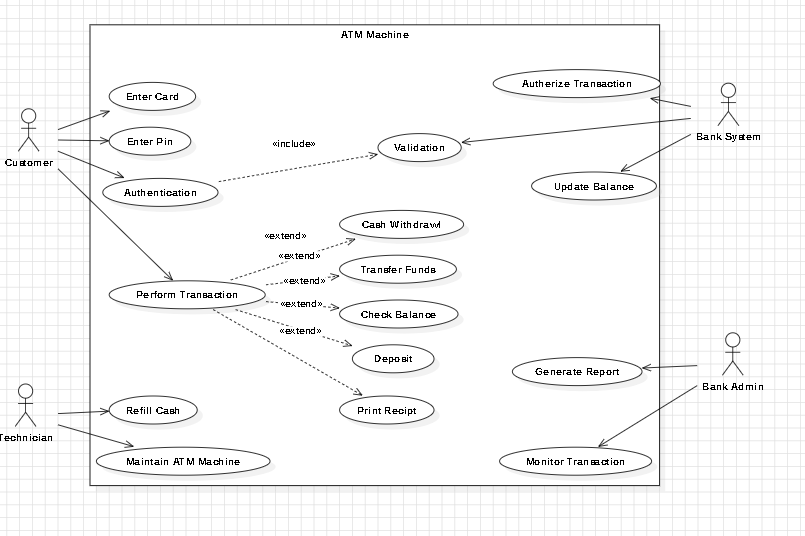 ATM Machine
Enter Card
Autherize Transaction
Enter Pin
«include»
Validation
Bank System
Customer
Authentication
Update Balance
Cash Withdrawl
«extend»
«extend»
Transfer Funds
«extend»
Perform Transaction
«extend»
Check Balance
«extend»
Deposit
Generate Report
Bank Admin
Refill Cash
Print Recipt
Technician
Maintain ATM Machine
Monitor Transaction